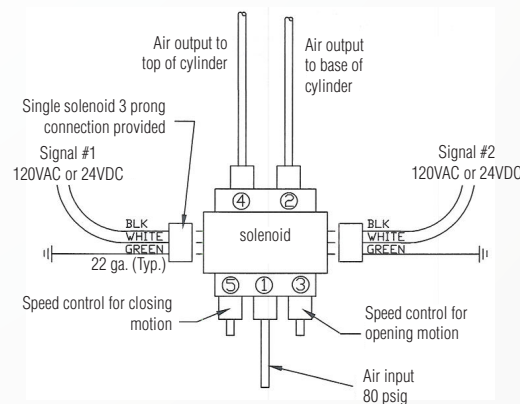 Air output to
top of cylinder
Air output
to base of
cylinder
Single solenoid 3 prong
connection provided
Signal #1
120VAC or 24VDC
Signal #2
120VAC or 24VDC
④
②
BLK
WHITE
GREEN
22 ga. (Typ.)
solenoid
BLK
WHITE
GREEN
⑤
①
③
Speed control for closing
motion
Speed control for
opening motion
Air input
80 psig